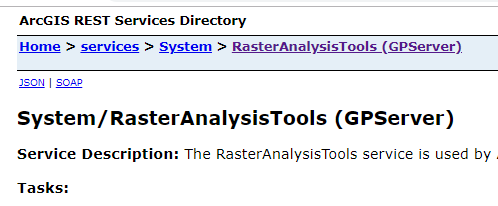 ArcGIS REST Services Directory
Home > services > System > RasterAnalysisTools (GPServer)
JSON | SOAP
System/RasterAnalysisTools (GPServer)
Service Description: The RasterAnalysisTools service is used by
Tasks: